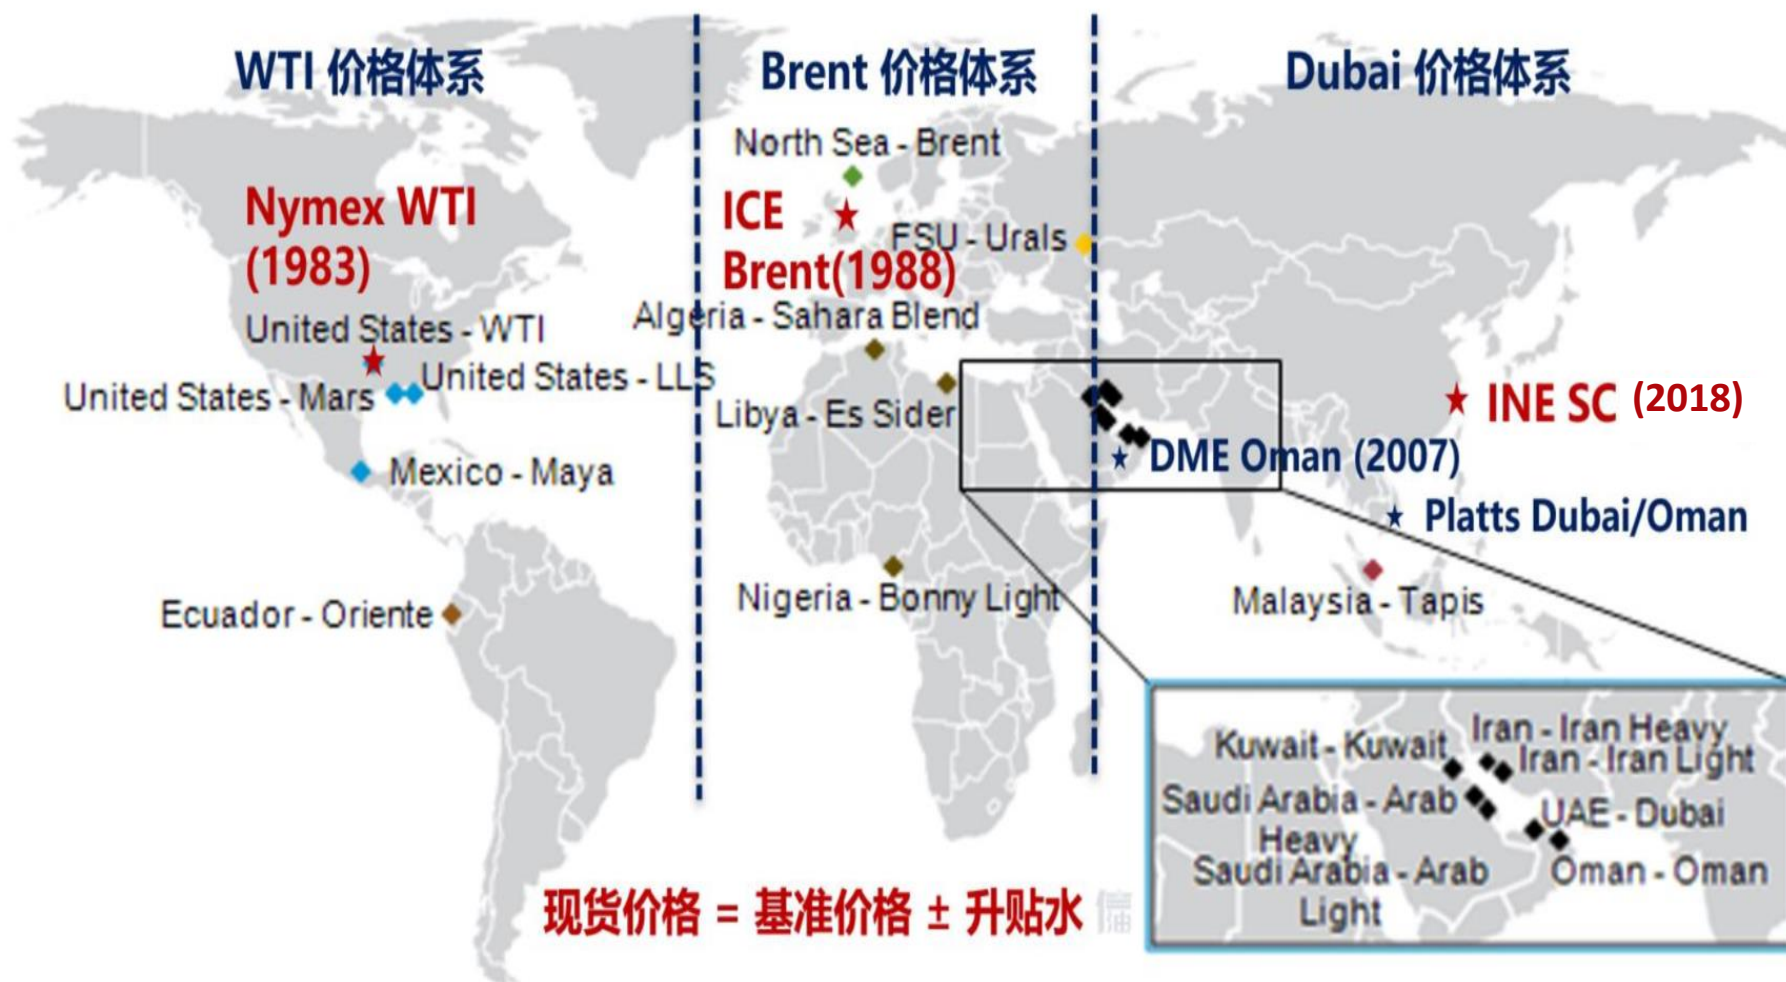 WTI 价格体系
Brent 价格体系
Dubai 价格体系
North Sea - Brent
Nymex WTI
(1983)
ICE
Brent(1988)
FSU - Urals
United States - WTI
Algeria - Sahara Blend
United States - Mars
United States - LLS
Libya - Es Sider
INE SC (2018)
Mexico - Maya
DME Oman (2007)
Platts Dubai/Oman
Ecuador - Oriente
Nigeria - Bonny Light
Malaysia - Tapis
Kuwait - Kuwait
Iran - Iran Heavy
Iran - Iran Light
Saudi Arabia - Arab
Heavy
UAE - Dubai
Saudi Arabia - Arab
Light
Oman - Oman
现货价格 = 基准价格 ± 升贴水